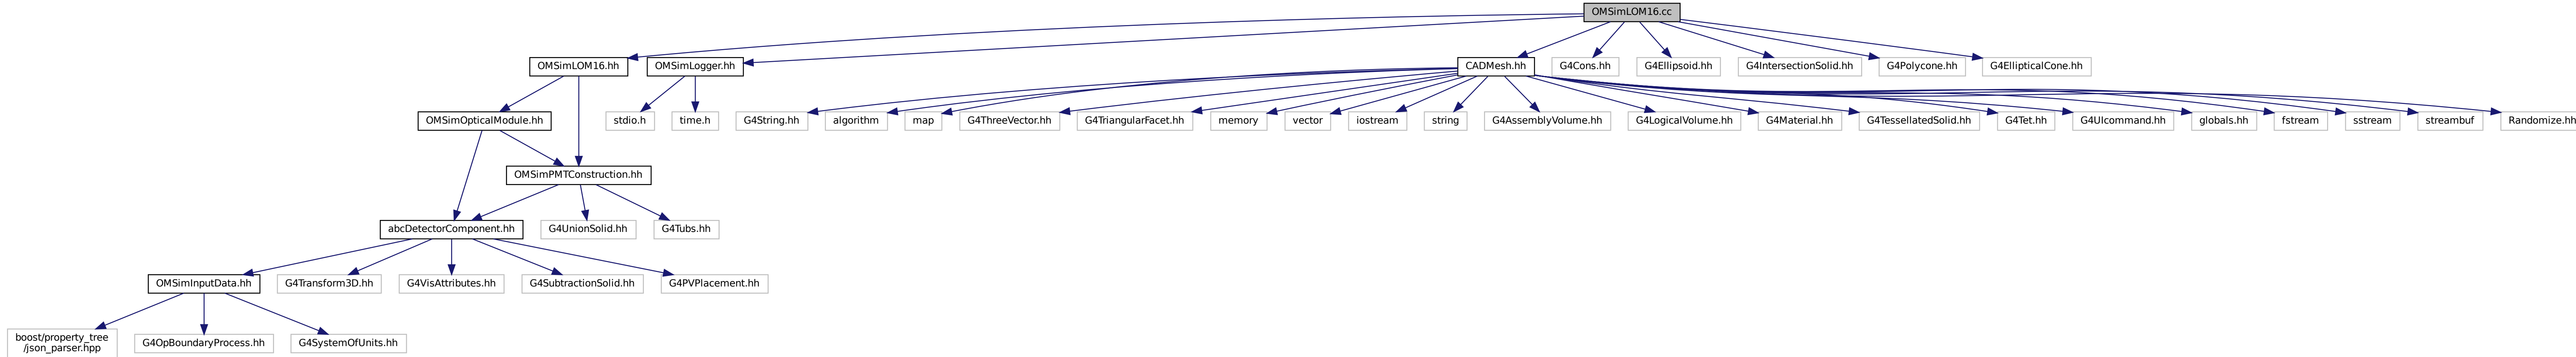 OMSimLOM16.cc
OMSimLOM16.hh
OMSimLogger.hh
CADMesh.hh
G4Cons.hh
G4Ellipsoid.hh
G4IntersectionSolid.hh
G4Polycone.hh
G4EllipticalCone.hh
OMSimOpticalModule.hh
stdio.h
time.h
G4String.hh
algorithm
map
G4ThreeVector.hh
G4TriangularFacet.hh
memory
vector
iostream
string
G4AssemblyVolume.hh
G4LogicalVolume.hh
G4Material.hh
G4TessellatedSolid.hh
G4Tet.hh
G4UIcommand.hh
globals.hh
fstream
sstream
streambuf
Randomize.hh
OMSimPMTConstruction.hh
abcDetectorComponent.hh
G4UnionSolid.hh
G4Tubs.hh
OMSimInputData.hh
G4Transform3D.hh
G4VisAttributes.hh
G4SubtractionSolid.hh
G4PVPlacement.hh
boost/property_tree
/json_parser.hpp
G4OpBoundaryProcess.hh
G4SystemOfUnits.hh